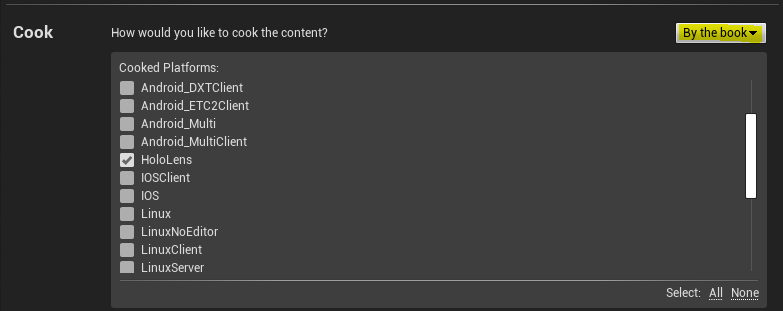 Cook How would you like to cook the content? By the book
Cooked Platforms:
Android_DXTClient
Android_ETC2Client
Android_Multi
Android_MultiClient
HoloLens
IOSClient
IOS
Linux
LinuxNoEditor
LinuxClient
LinuxServer
Select: All None